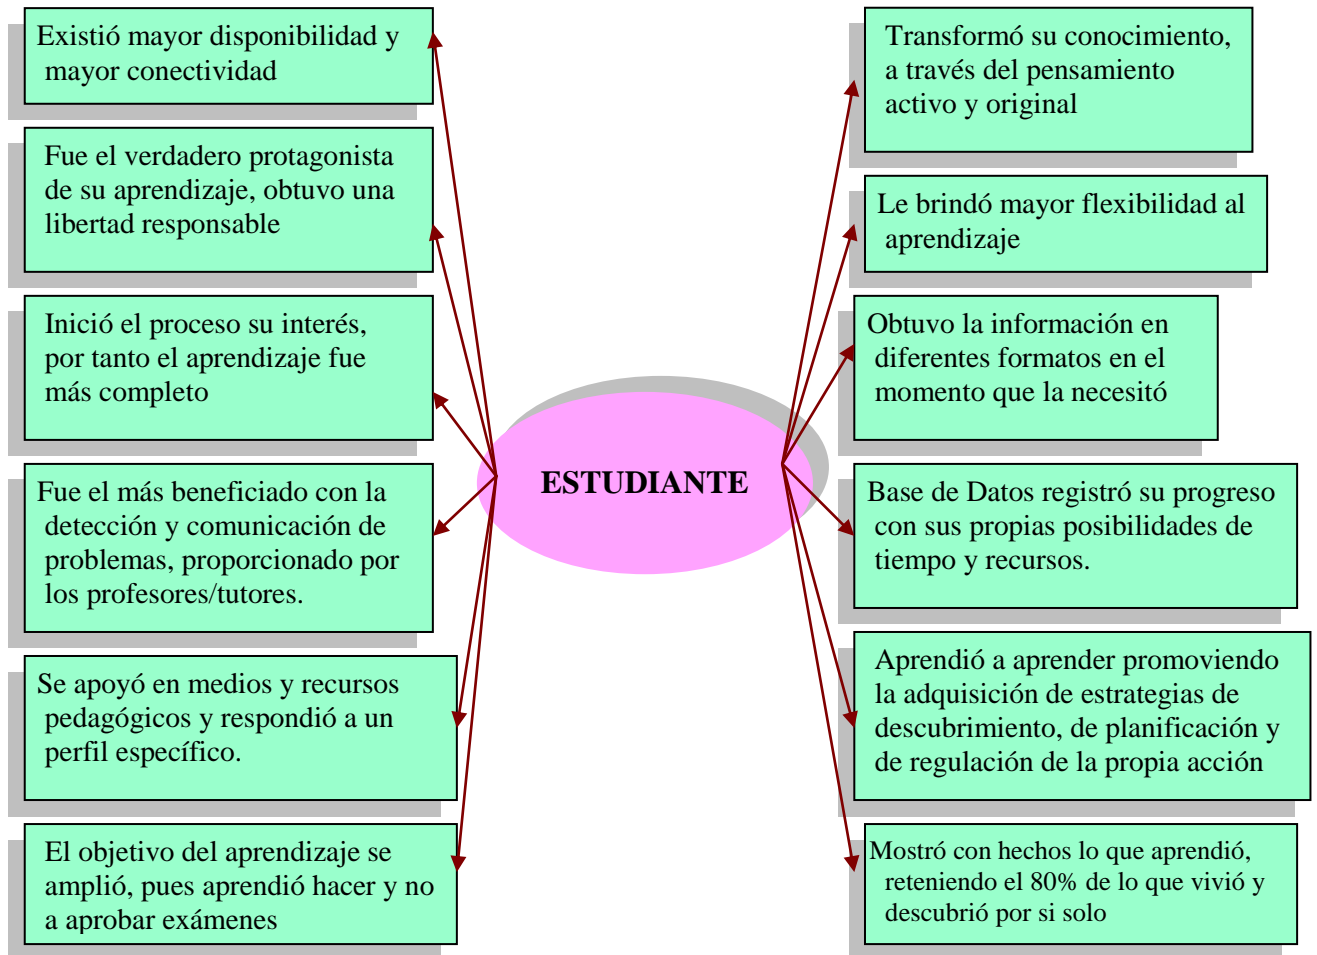 Existió mayor disponibilidad y
mayor conectividad
Fue el verdadero protagonista
de su aprendizaje, obtuvo una
libertad responsable
Inició el proceso su interés,
por tanto el aprendizaje fue
más completo
Fue el más beneficiado con la
detección y comunicación de
problemas, proporcionado por
los profesores/tutores.
Se apoyó en medios y recursos
pedagógicos y respondió a un
perfil específico.
El objetivo del aprendizaje se
amplió, pues aprendió hacer y no
a aprobar exámenes
ESTUDIANTE
Transformó su conocimiento,
a través del pensamiento
activo y original
Le brindó mayor flexibilidad al
aprendizaje
Obtuvo la información en
diferentes formatos en el
momento que la necesitó
Base de Datos registró su progreso
con sus propias posibilidades de
tiempo y recursos.
Aprendió a aprender promoviendo
la adquisición de estrategias de
descubrimiento, de planificación y
de regulación de la propia acción
Mostró con hechos lo que aprendió,
reteniendo el 80% de lo que vivió y
descubrió por si solo